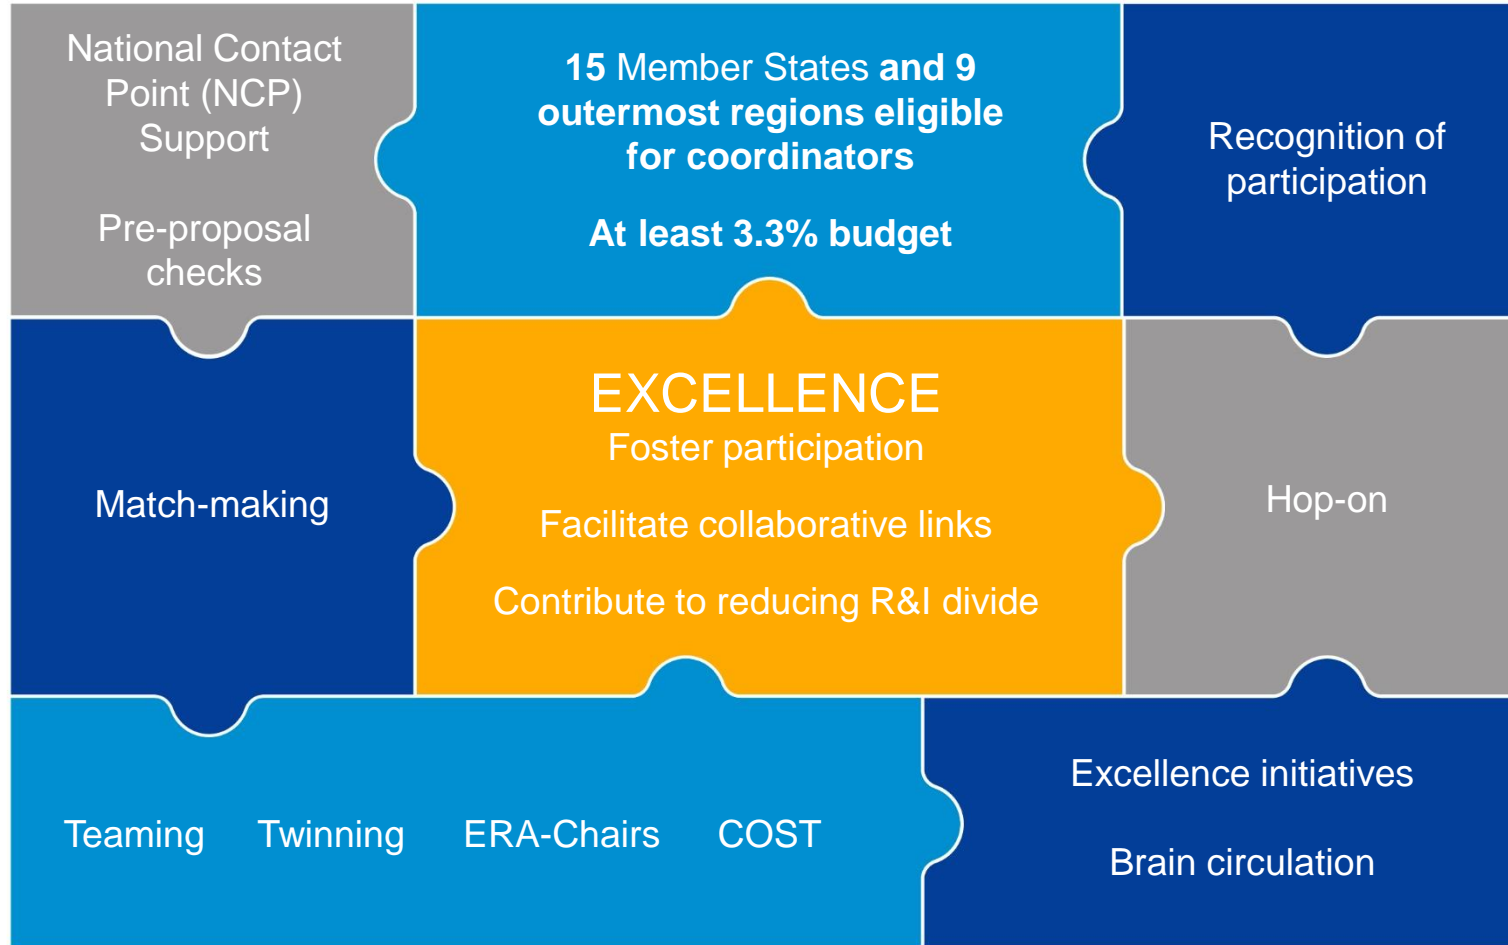 National Contact
Point (NCP)
Support
Pre-proposal
checks
15 Member States and 9
outermost regions eligible
for coordinators
At least 3.3% budget
Recognition of
participation
Match-making
EXCELLENCE
Foster participation
Facilitate collaborative links
Contribute to reducing R&I divide
Hop-on
Teaming Twinning ERA-Chairs COST
Excellence initiatives
Brain circulation